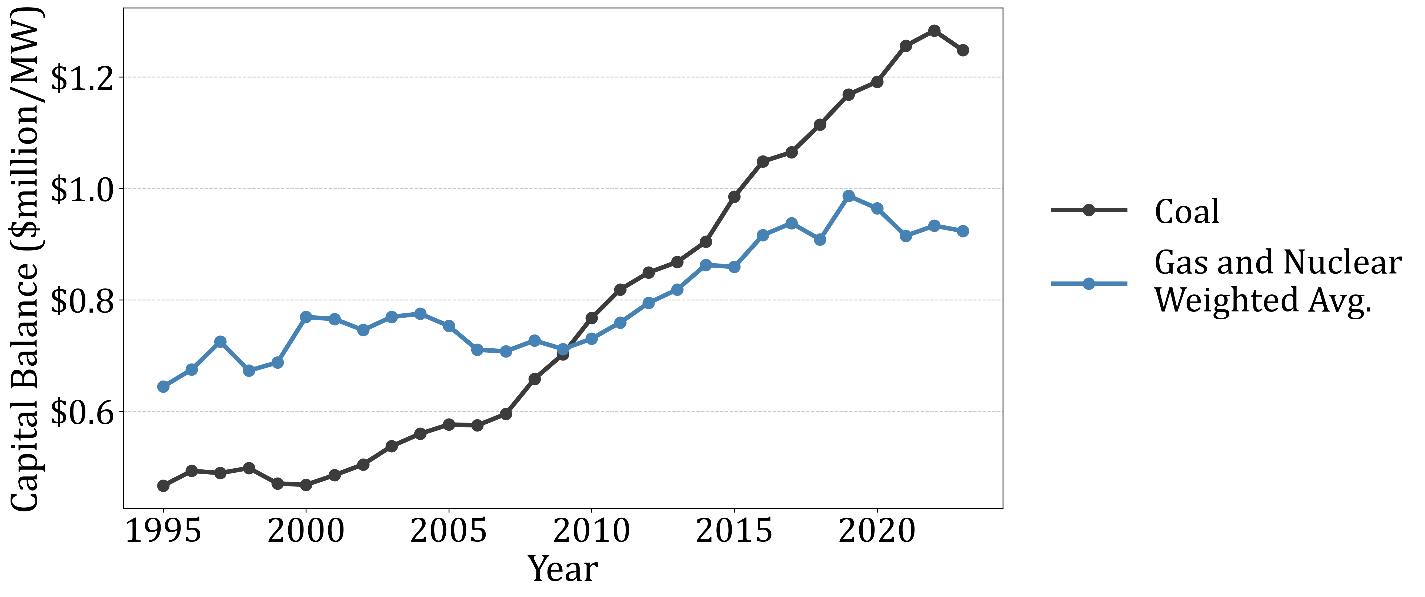 Capital Balance ($million/MW)
$1.2
$1.0
$0.8
$0.6
1995 2000 2005 2010 2015 2020
Year
Coal
Gas and Nuclear
Weighted Avg.